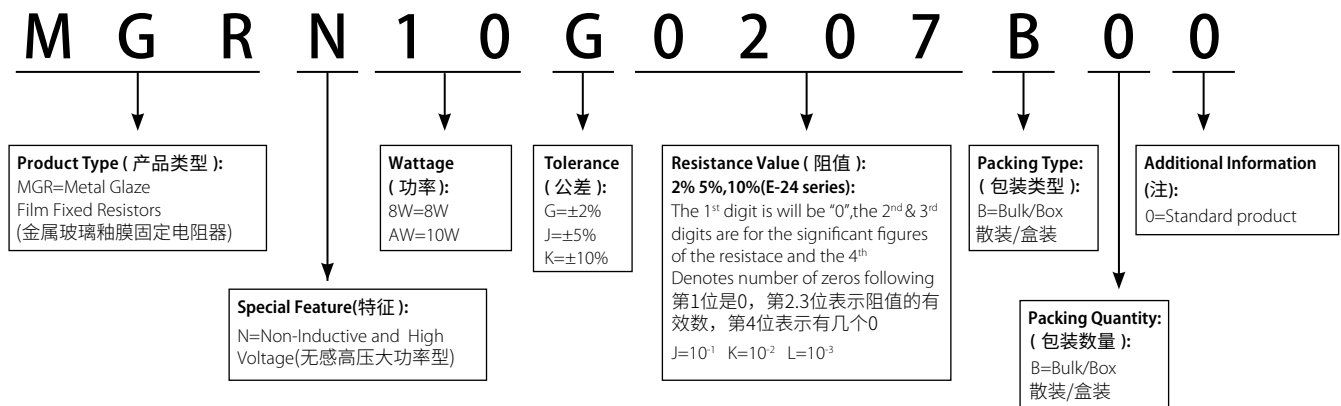 M G R N 1 0 G 0 2 0 7 B 0 0
Product Type ( 产品类型 ):
MGR=Metal Glaze
Film Fixed Resistors
(金属玻璃釉膜固定电阻器)
Special Feature(特征 ):
N=Non-Inductive and High
Voltage(无感高压大功率型)
Wattage
( 功率 ):
8W=8W
AW=10W
Tolerance
( 公差 ):
G=±2%
J=±5%
K=±10%
Resistance Value ( 阻值 ):
2% 5%,10%(E-24 series):
The 1st digit is will be “0”,the 2nd & 3rd
digits are for the significant figures
of the resistace and the 4th
Denotes number of zeros following
第1位是0，第2.3位表示阻值的有
效数，第4位表示有几个0
J=10-1 K=10-2 L=10-3
Packing Type:
( 包装类型 ):
B=Bulk/Box
散装/盒装
Packing Quantity:
( 包装数量 ):
B=Bulk/Box
散装/盒装
Additional Information
(注):
0=Standard product